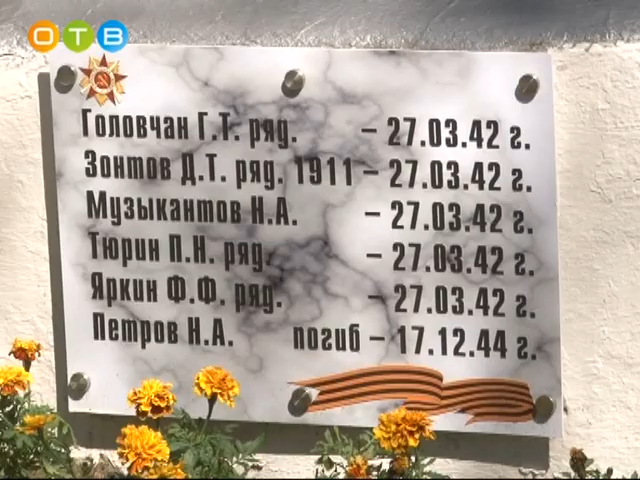 ОТВ
Головчан Г.Т. ряд. – 27.03.42 г.
Зонтов Д.Т. ряд. 1911 – 27.03.42 г.
Музыкантов Н.А. – 27.03.42 г.
Тюрин П.Н. ряд. – 27.03.42 г.
Яркин Ф.Ф. ряд. – 27.03.42 г.
Петров Н.А. погиб – 17.12.44 г.